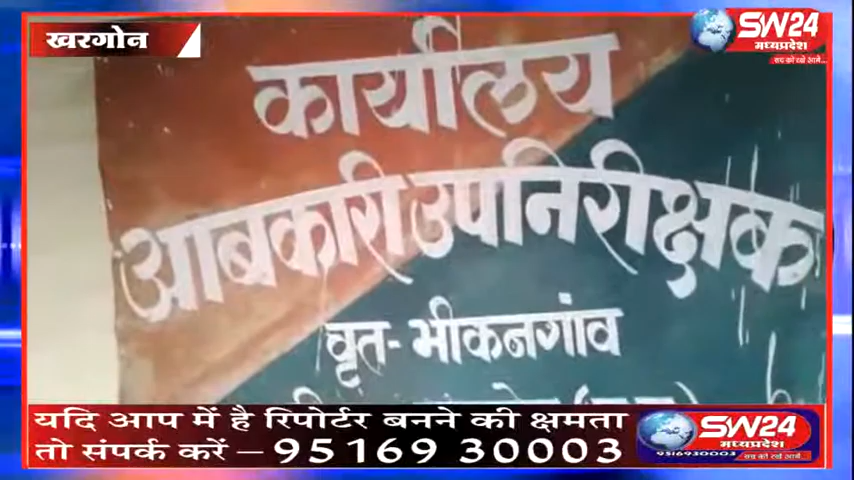 खरगोन
SW24
मध्यप्रदेश
कार्यालय
आबकारी उपनिरीक्षक
वृत- भीकनगांव
यदि आप में है रिपोर्टर बनने की क्षमता
तो संपर्क करें – 95169 30003
SW24
मध्यप्रदेश
9516930003